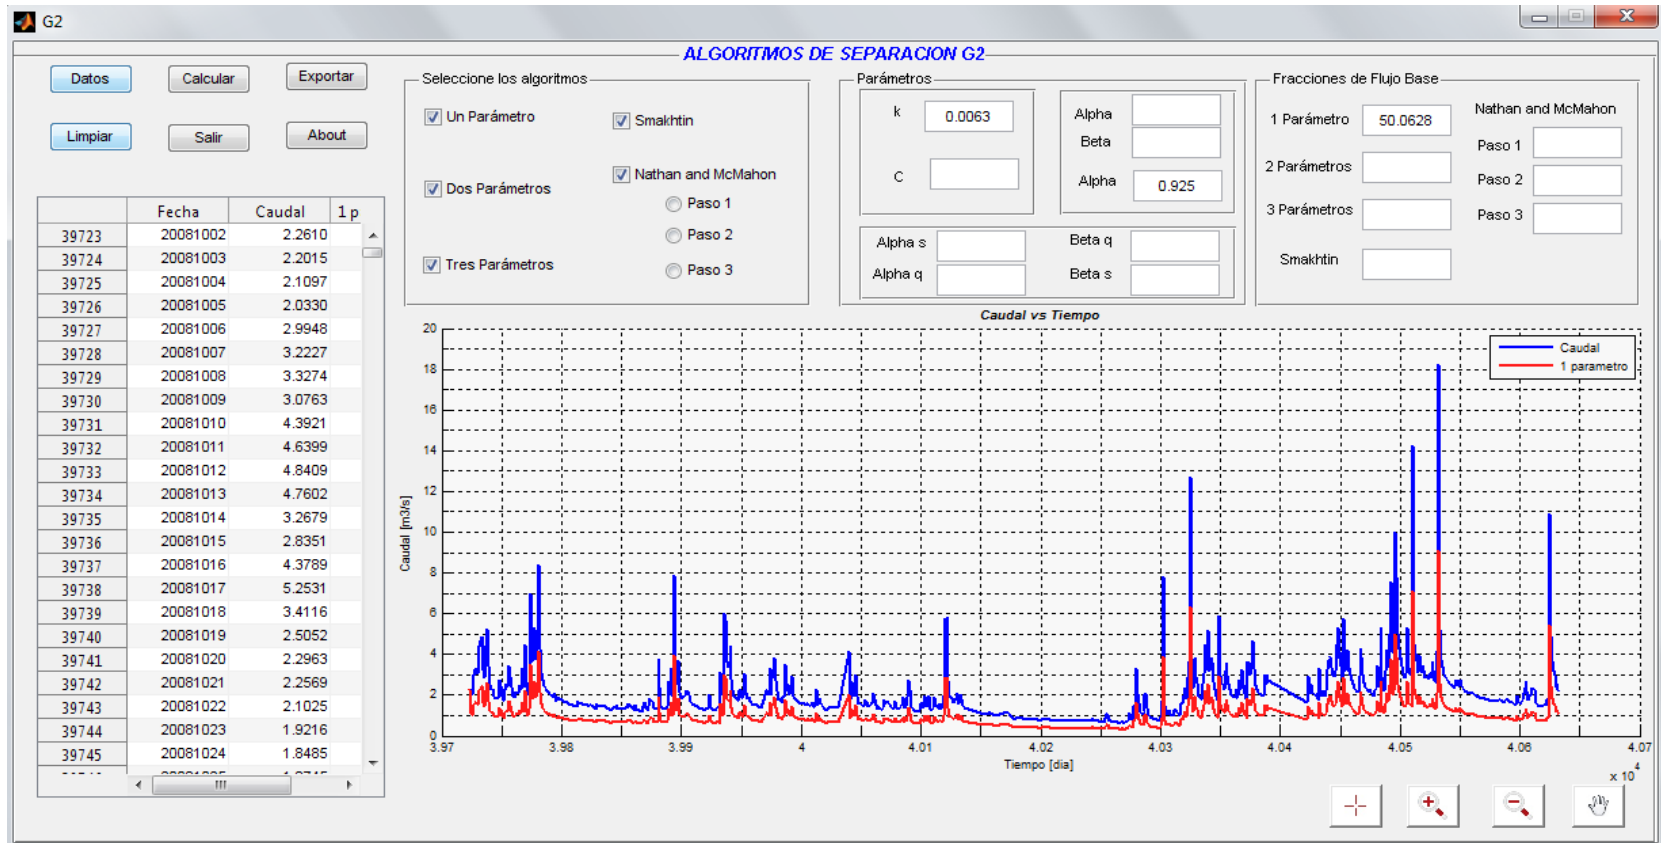 G2
ALGORITMOS DE SEPARACION G2
Datos Calcular Exportar
Limpiar Salir About
Seleccione los algoritmos
Un Parámetro Smakhtin
Dos Parámetros Nathan and McMahon
Paso 1
Paso 2
Tres Parámetros Paso 3
Parámetros
k 0.0063 Alpha
Beta
C Alpha 0.925
Alpha s Beta q
Alpha q Beta s
Fracciones de Flujo Base
1 Parámetro 50.0628 Nathan and McMahon
Paso 1
2 Parámetros Paso 2
3 Parámetros Paso 3
Smakhtin
Fecha Caudal 1 p
39723 20081002 2.2610
39724 20081003 2.2015
39725 20081004 2.1097
39726 20081005 2.0330
39727 20081006 2.9948
39728 20081007 3.2227
39729 20081008 3.3274
39730 20081009 3.0763
39731 20081010 4.3921
39732 20081011 4.6399
39733 20081012 4.8409
39734 20081013 4.7602
39735 20081014 3.2679
39736 20081015 2.8351
39737 20081016 4.3789
39738 20081017 5.2531
39739 20081018 3.4116
39740 20081019 2.5052
39741 20081020 2.2963
39742 20081021 2.2569
39743 20081022 2.1025
39744 20081023 1.9216
39745 20081024 1.8485
Caudal vs Tiempo
Caudal
1 parametro
Caudal [m3/s]
20
18
16
14
12
10
8
6
4
2
0
3.97 3.98 3.99 4 4.01 4.02 4.03 4.04 4.05 4.06 4.07
Tiempo [dia]
x 10^4